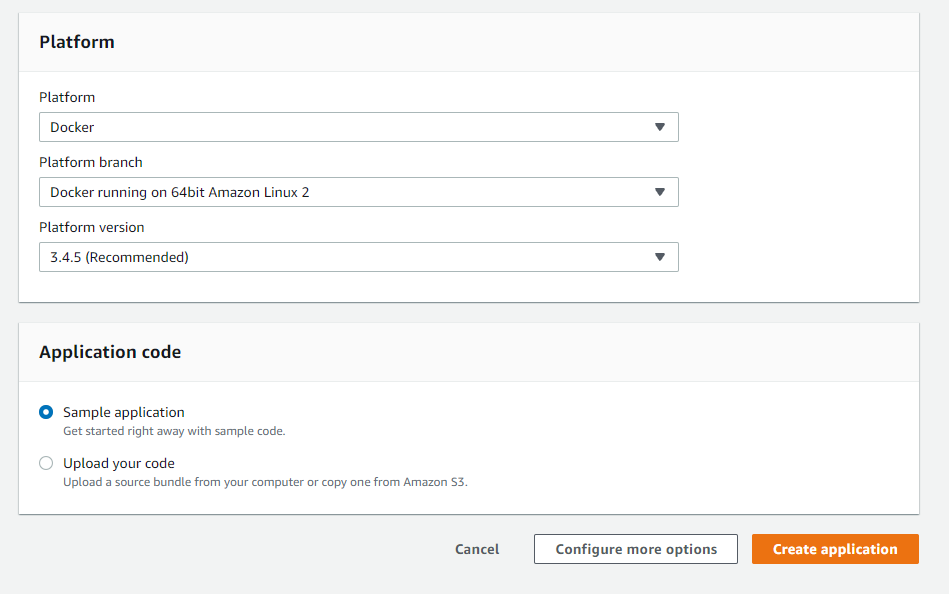 Platform
Platform
Docker
Platform branch
Docker running on 64bit Amazon Linux 2
Platform version
3.4.5 (Recommended)
Application code
Sample application
Get started right away with sample code.
Upload your code
Upload a source bundle from your computer or copy one from Amazon S3.
Cancel
Configure more options
Create application